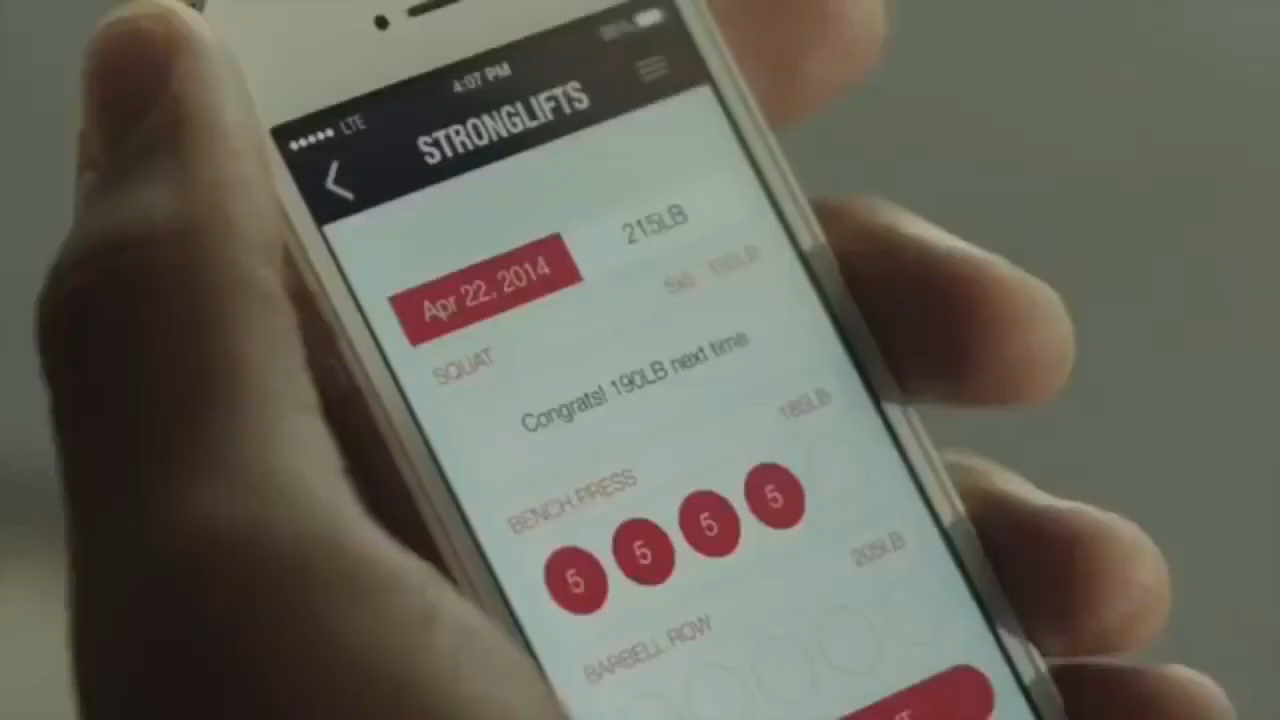 LTE
4:07 PM
STRONGLIFTS
Apr 22, 2014
215LB
SQUAT
5x5
Congrats! 190LB next time
BENCH PRESS
5
5
5
5
BARBELL ROW
205LB